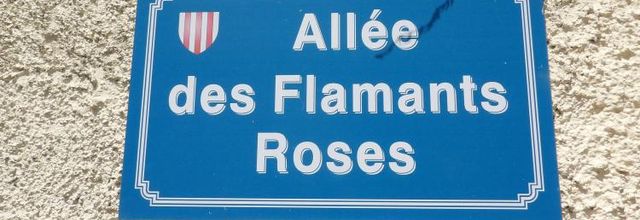 Allée
des Flamants
Roses